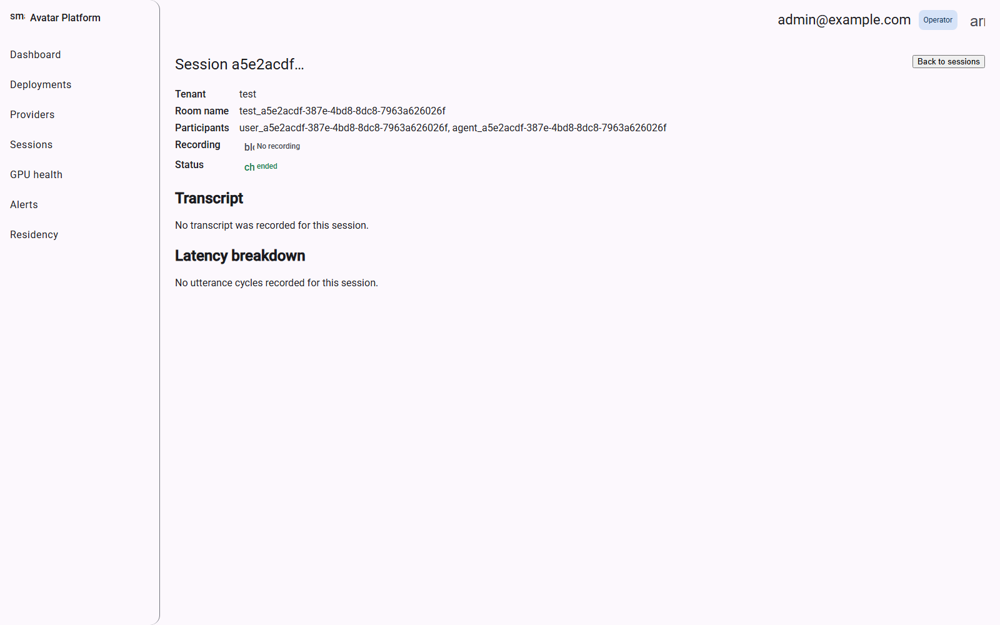 Avatar Platform
admin@example.com
Operator
Dashboard
Deployments
Providers
Sessions
GPU health
Alerts
Residency
Session a5e2acdf...
Back to sessions
Tenant test
Room name test_a5e2acdf-387e-4bd8-8dc8-7963a626026f
Participants user_a5e2acdf-387e-4bd8-8dc8-7963a626026f, agent_a5e2acdf-387e-4bd8-8dc8-7963a626026f
Recording No recording
Status ch ended
Transcript
No transcript was recorded for this session.
Latency breakdown
No utterance cycles recorded for this session.